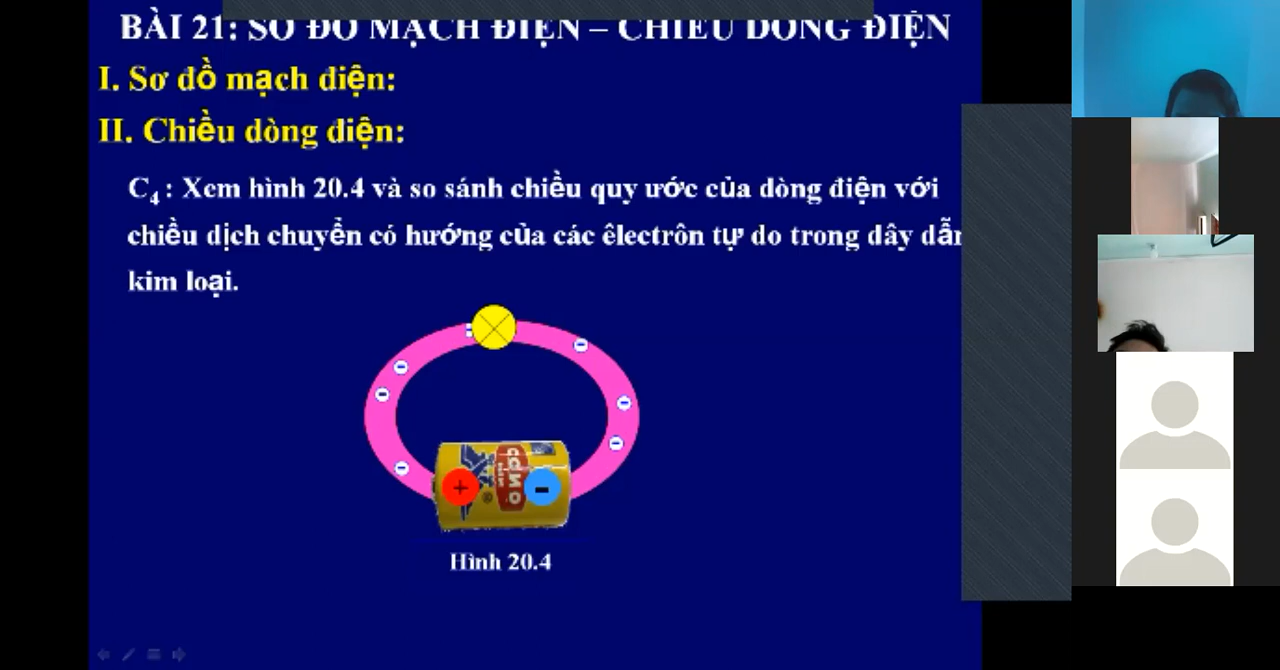 BÀI 21: SƠ ĐỒ MẠCH ĐIỆN – CHIỀU DÒNG ĐIỆN
I. Sơ đồ mạch điện:
II. Chiều dòng điện:
C4 : Xem hình 20.4 và so sánh chiều quy ước của dòng điện với
chiều dịch chuyển có hướng của các êlectrôn tự do trong dây dẫn
kim loại.
+ -
Hình 20.4